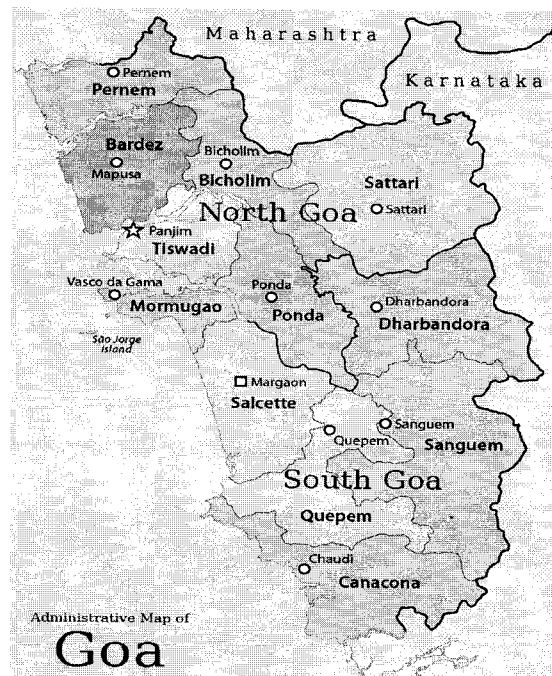 Maharashtra
Karnataka
Pernem
Pernem
Bardez
Mapusa
Bicholim
Bicholim
Sattari
Sattari
North Goa
Panjim
Tiswadi
Vasco da Gama
Mormugao
Ponda
Ponda
Dharbandora
Dharbandora
São Jorge
Island
Margaon
Salcette
Sanguem
Sanguem
Quepem
South Goa
Quepem
Chaudi
Canacona
Administrative Map of
Goa